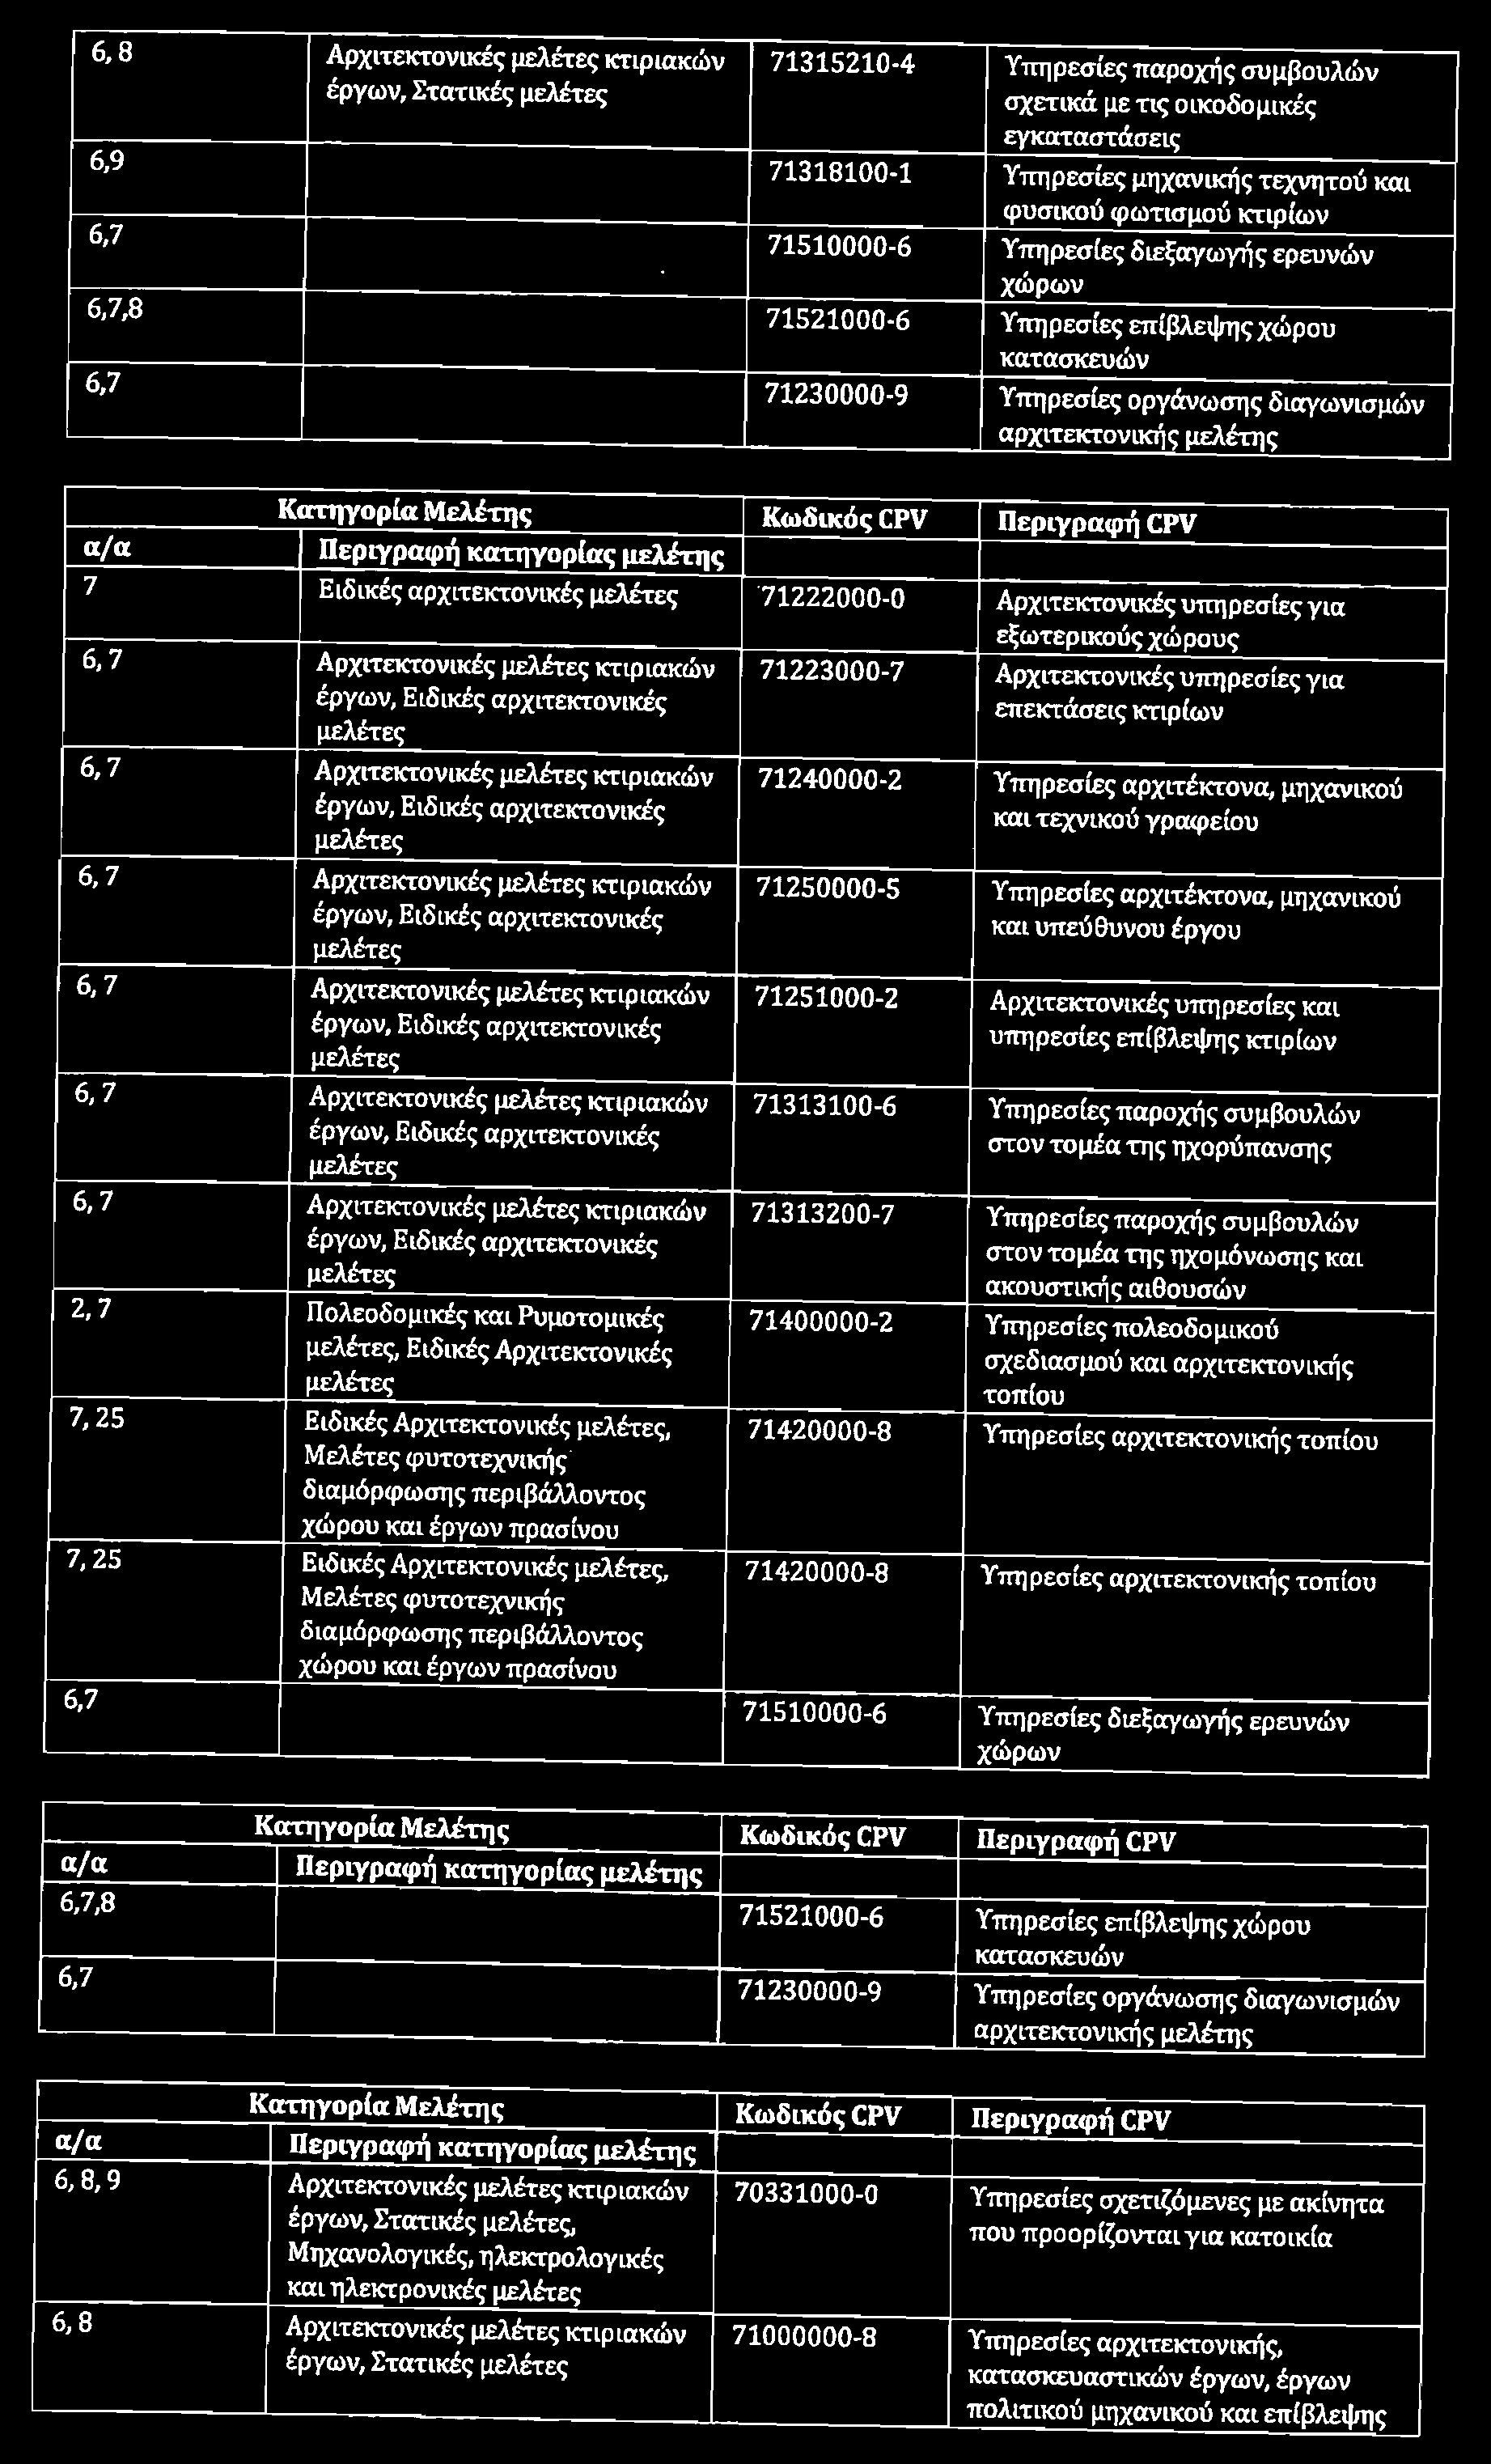 6, 8
Αρχιτεκτονικές μελέτες κτιριακών
έργων, Στατικές μελέτες
71315210-4
Υπηρεσίες παροχής συμβουλών
σχετικά με τις οικοδομικές
εγκαταστάσεις
6,9
71318100-1
Υπηρεσίες μηχανικής τεχνητού και
φυσικού φωτισμού κτιρίων
6,7
71510000-6
Υπηρεσίες διεξαγωγής ερευνών
χώρων
6,7,8
71521000-6
Υπηρεσίες επίβλεψης χώρου
κατασκευών
6,7
71230000-9
Υπηρεσίες οργάνωσης διαγωνισμών
αρχιτεκτονικής μελέτης
Κατηγορία Μελέτης
Κωδικός CPV
Περιγραφή CPV
α/α
Περιγραφή κατηγορίας μελέτης
7
Ειδικές αρχιτεκτονικές μελέτες
71222000-0
Αρχιτεκτονικές υπηρεσίες για
εξωτερικούς χώρους
6, 7
Αρχιτεκτονικές μελέτες κτιριακών
έργων, Ειδικές αρχιτεκτονικές
μελέτες
71223000-7
Αρχιτεκτονικές υπηρεσίες για
επεκτάσεις κτιρίων
6, 7
Αρχιτεκτονικές μελέτες κτιριακών
έργων, Ειδικές αρχιτεκτονικές
μελέτες
71240000-2
Υπηρεσίες αρχιτέκτονα, μηχανικού
και τεχνικού γραφείου
6, 7
Αρχιτεκτονικές μελέτες κτιριακών
έργων, Ειδικές αρχιτεκτονικές
μελέτες
71250000-5
Υπηρεσίες αρχιτέκτονα, μηχανικού
και υπεύθυνου έργου
6, 7
Αρχιτεκτονικές μελέτες κτιριακών
έργων, Ειδικές αρχιτεκτονικές
μελέτες
71251000-2
Αρχιτεκτονικές υπηρεσίες και
υπηρεσίες επίβλεψης κτιρίων
6, 7
Αρχιτεκτονικές μελέτες κτιριακών
έργων, Ειδικές αρχιτεκτονικές
μελέτες
71313100-6
Υπηρεσίες παροχής συμβουλών
στον τομέα της ηχορύπανσης
6, 7
Αρχιτεκτονικές μελέτες κτιριακών
έργων, Ειδικές αρχιτεκτονικές
μελέτες
71313200-7
Υπηρεσίες παροχής συμβουλών
στον τομέα της ηχομόνωσης και
ακουστικής αιθουσών
2, 7
Πολεοδομικές και Ρυμοτομικές
μελέτες, Ειδικές Αρχιτεκτονικές
μελέτες
71400000-2
Υπηρεσίες πολεοδομικού
σχεδιασμού και αρχιτεκτονικής
τοπίου
7, 25
Ειδικές Αρχιτεκτονικές μελέτες,
Μελέτες φυτοτεχνικής
διαμόρφωσης περιβάλλοντος
χώρου και έργων πρασίνου
71420000-8
Υπηρεσίες αρχιτεκτονικής τοπίου
7, 25
Ειδικές Αρχιτεκτονικές μελέτες,
Μελέτες φυτοτεχνικής
διαμόρφωσης περιβάλλοντος
χώρου και έργων πρασίνου
71420000-8
Υπηρεσίες αρχιτεκτονικής τοπίου
6,7
71510000-6
Υπηρεσίες διεξαγωγής ερευνών
χώρων
Κατηγορία Μελέτης
Κωδικός CPV
Περιγραφή CPV
α/α
Περιγραφή κατηγορίας μελέτης
6,7,8
71521000-6
Υπηρεσίες επίβλεψης χώρου
κατασκευών
6,7
71230000-9
Υπηρεσίες οργάνωσης διαγωνισμών
αρχιτεκτονικής μελέτης
Κατηγορία Μελέτης
Κωδικός CPV
Περιγραφή CPV
α/α
Περιγραφή κατηγορίας μελέτης
6, 8, 9
Αρχιτεκτονικές μελέτες κτιριακών
έργων, Στατικές μελέτες,
Μηχανολογικές, ηλεκτρολογικές
και ηλεκτρονικές μελέτες
70331000-0
Υπηρεσίες σχετιζόμενες με ακίνητα
που προορίζονται για κατοικία
6, 8
Αρχιτεκτονικές μελέτες κτιριακών
έργων, Στατικές μελέτες
71000000-8
Υπηρεσίες αρχιτεκτονικής,
κατασκευαστικών έργων, έργων
πολιτικού μηχανικού και επίβλεψης